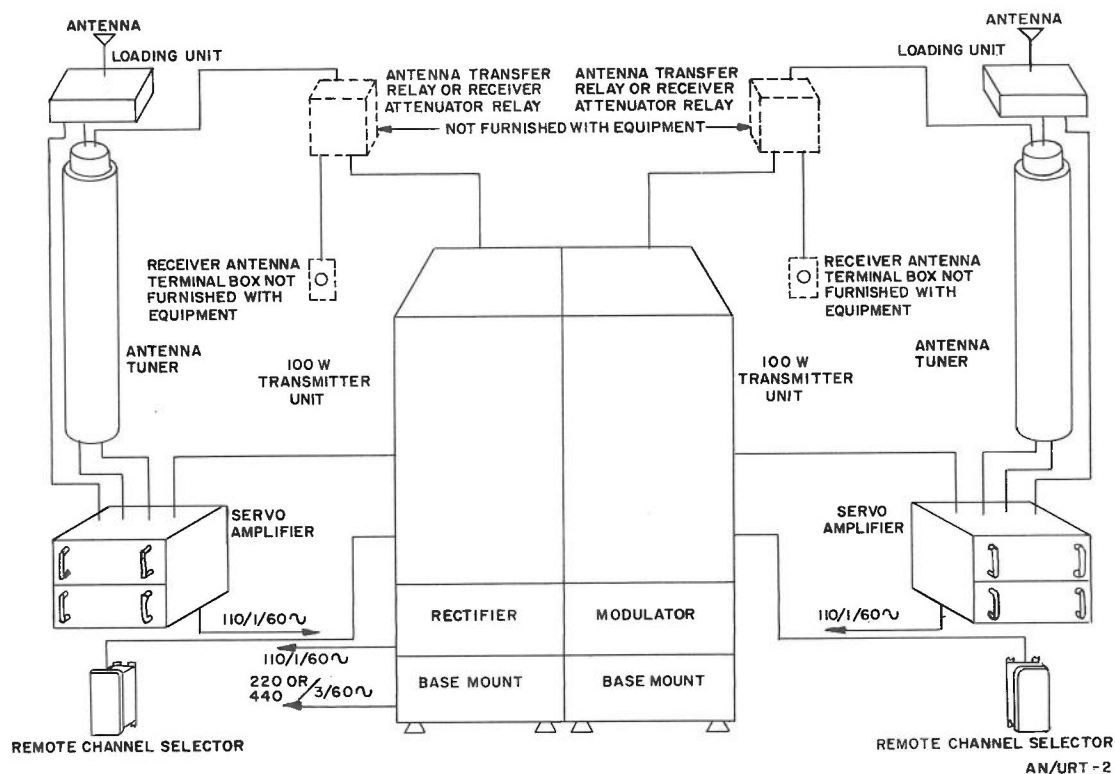 ANTENNA
LOADING UNIT
ANTENNA TRANSFER
RELAY OR RECEIVER
ATTENUATOR RELAY
ANTENNA TRANSFER
RELAY OR RECEIVER
ATTENUATOR RELAY
NOT FURNISHED WITH EQUIPMENT
ANTENNA
LOADING UNIT
RECEIVER ANTENNA
TERMINAL BOX NOT
FURNISHED WITH
EQUIPMENT
RECEIVER ANTENNA
TERMINAL BOX NOT
FURNISHED WITH
EQUIPMENT
ANTENNA
TUNER
100 W
TRANSMITTER
UNIT
100 W
TRANSMITTER
UNIT
ANTENNA
TUNER
SERVO
AMPLIFIER
SERVO
AMPLIFIER
110/1/60~
RECTIFIER
MODULATOR
110/1/60~
110/1/60~
220 OR
440 /3/60~
BASE MOUNT
BASE MOUNT
REMOTE CHANNEL SELECTOR
REMOTE CHANNEL SELECTOR
AN/URT-2